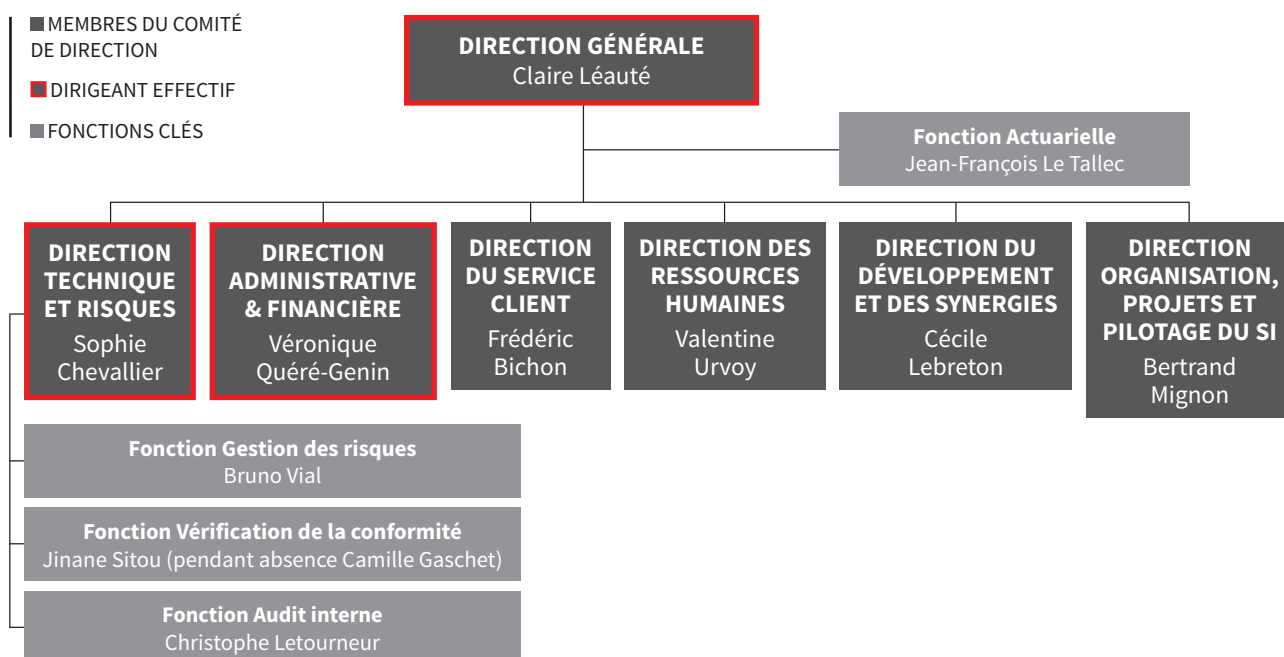 MEMBRES DU COMITÉ
DE DIRECTION
DIRIGEANT EFFECTIF
FONCTIONS CLÉS
DIRECTION GÉNÉRALE
Claire Léauté
Fonction Actuarielle
Jean-François Le Tallec
DIRECTION
TECHNIQUE
ET RISQUES
Sophie
Chevallier
DIRECTION
ADMINISTRATIVE
& FINANCIÈRE
Véronique
Quéré-Genin
DIRECTION
DU SERVICE
CLIENT
Frédéric
Bichon
DIRECTION DES
RESSOURCES
HUMAINES
Valentine
Urvoy
DIRECTION DU
DÉVELOPPEMENT
ET DES SYNERGIES
Cécile
Lebreton
DIRECTION
ORGANISATION,
PROJETS ET
PILOTAGE DU SI
Bertrand
Mignon
Fonction Gestion des risques
Bruno Vial
Fonction Vérification de la conformité
Jinane Sitou (pendant absence Camille Gaschet)
Fonction Audit interne
Christophe Letourneur